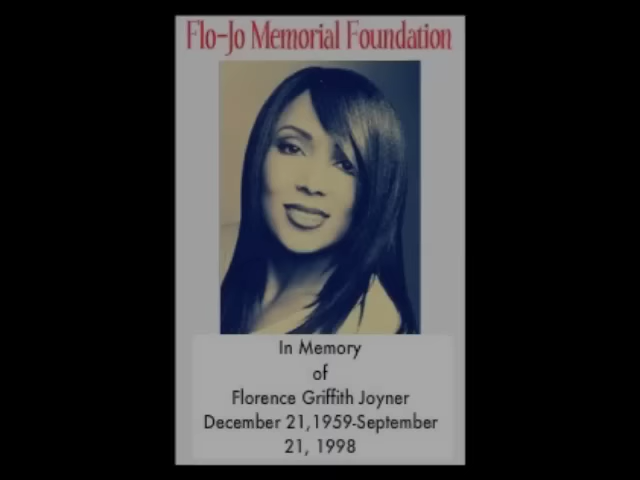 Flo-Jo Memorial Foundation
In Memory
of
Florence Griffith Joyner
December 21,1959-September
21, 1998